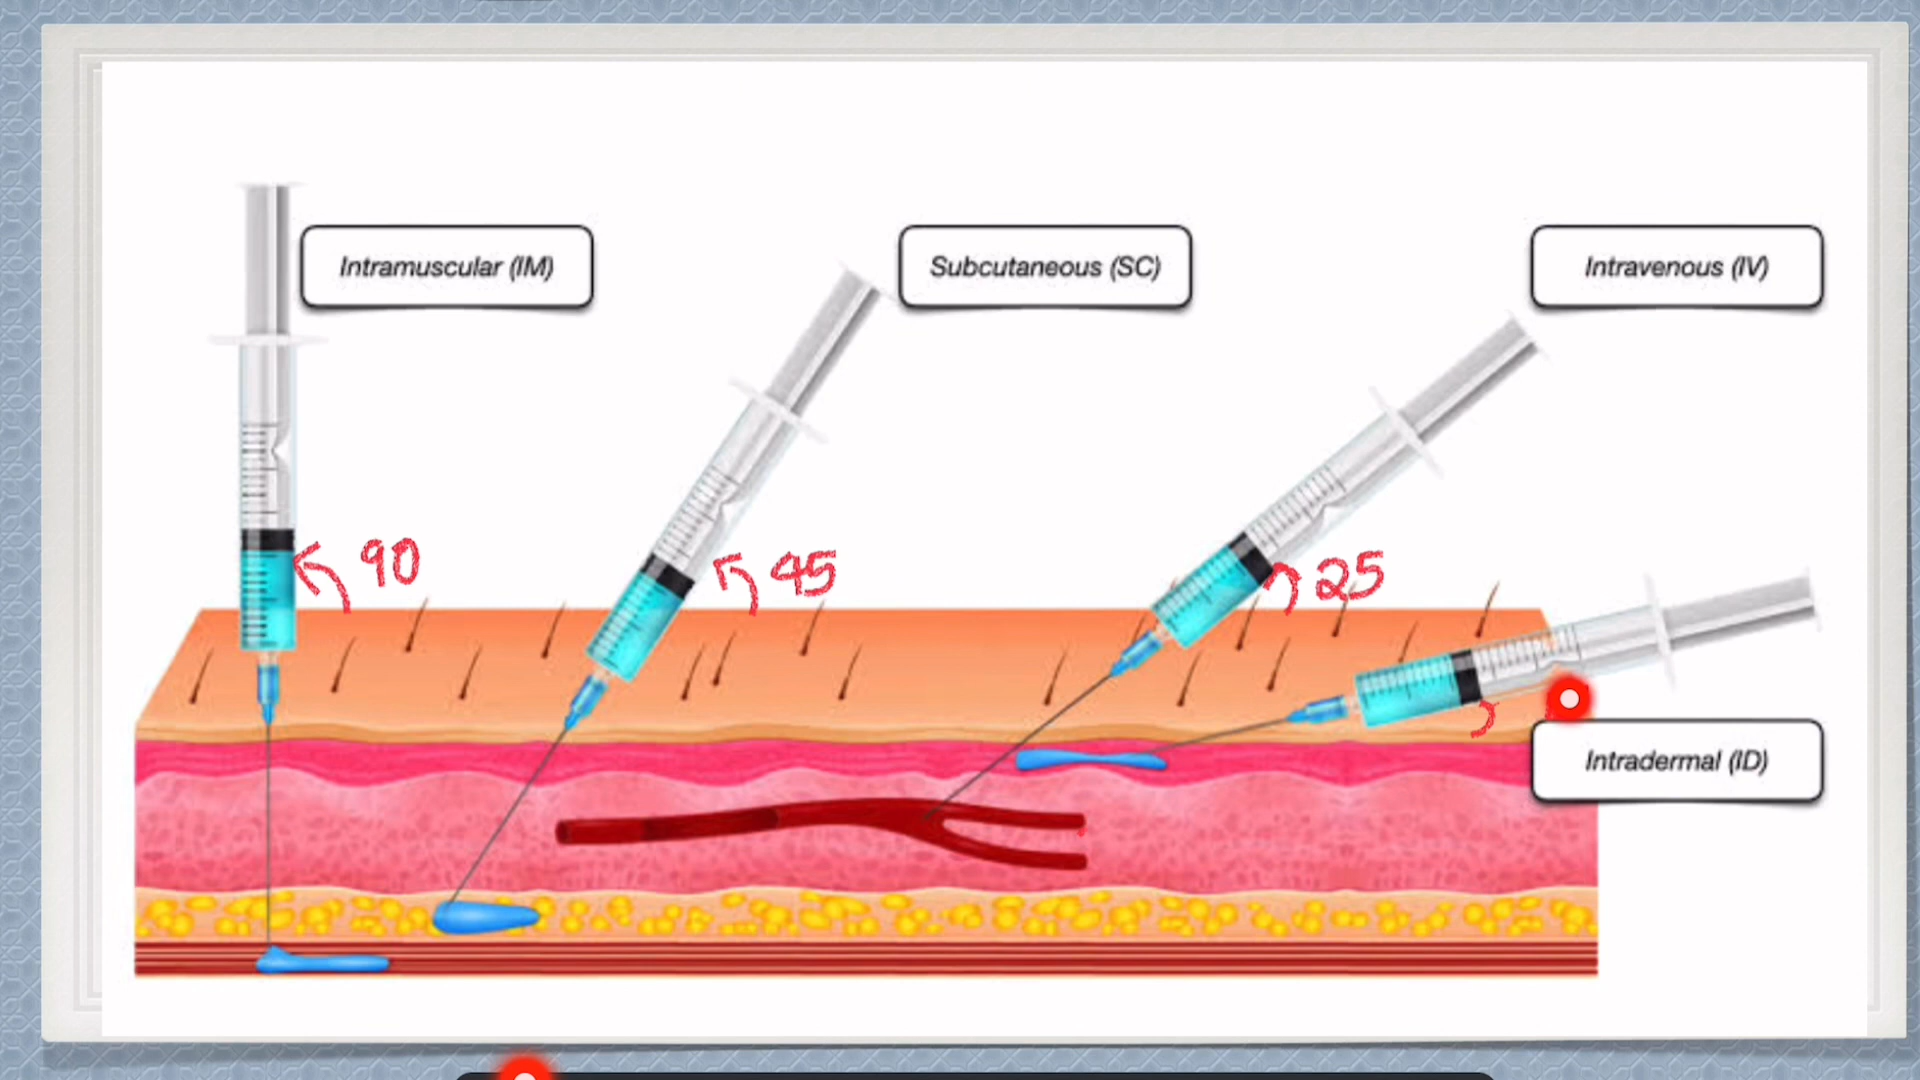 Intramuscular (IM)
Subcutaneous (SC)
Intravenous (IV)
90
45
25
Intradermal (ID)